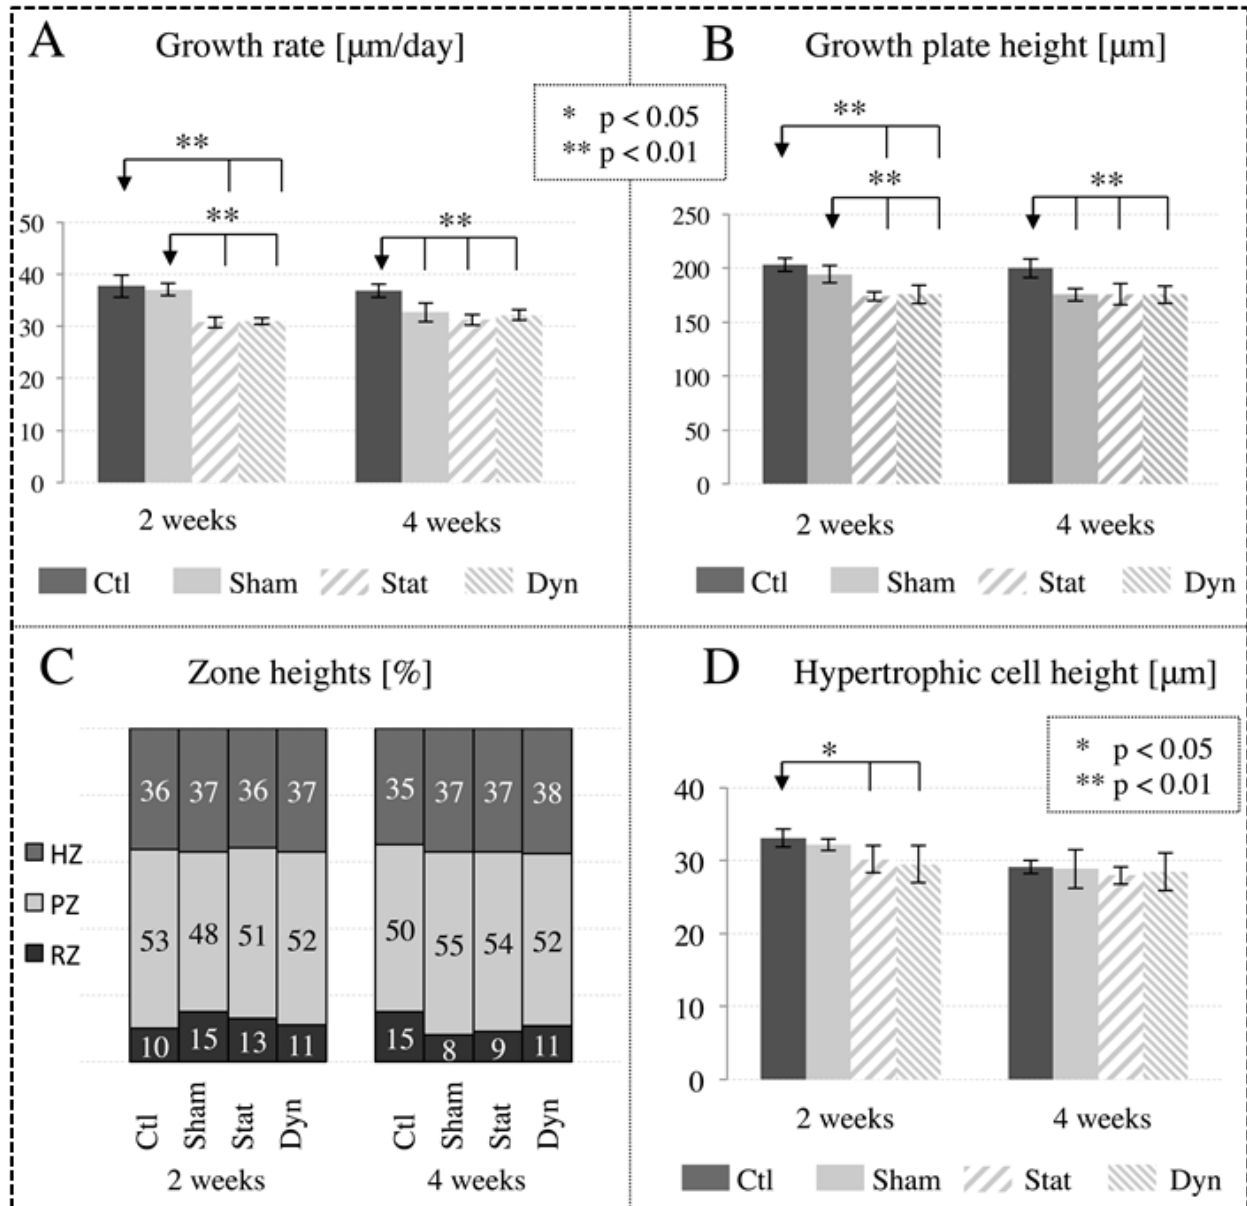 A Growth rate [µm/day]
* p < 0.05
** p < 0.01
**
**
**
50
40
30
20
10
0
2 weeks 4 weeks
Ctl Sham Stat Dyn
B Growth plate height [µm]
**
**
**
250
200
150
100
50
0
2 weeks 4 weeks
Ctl Sham Stat Dyn
C Zone heights [%]
36 37 36 37 35 37 37 38
HZ
PZ
RZ
53 48 51 52 50 55 54 52
10 15 13 11 15 8 9 11
Ctl Sham Stat Dyn Ctl Sham Stat Dyn
2 weeks 4 weeks
D Hypertrophic cell height [µm]
* p < 0.05
** p < 0.01
*
40
30
20
10
0
2 weeks 4 weeks
Ctl Sham Stat Dyn